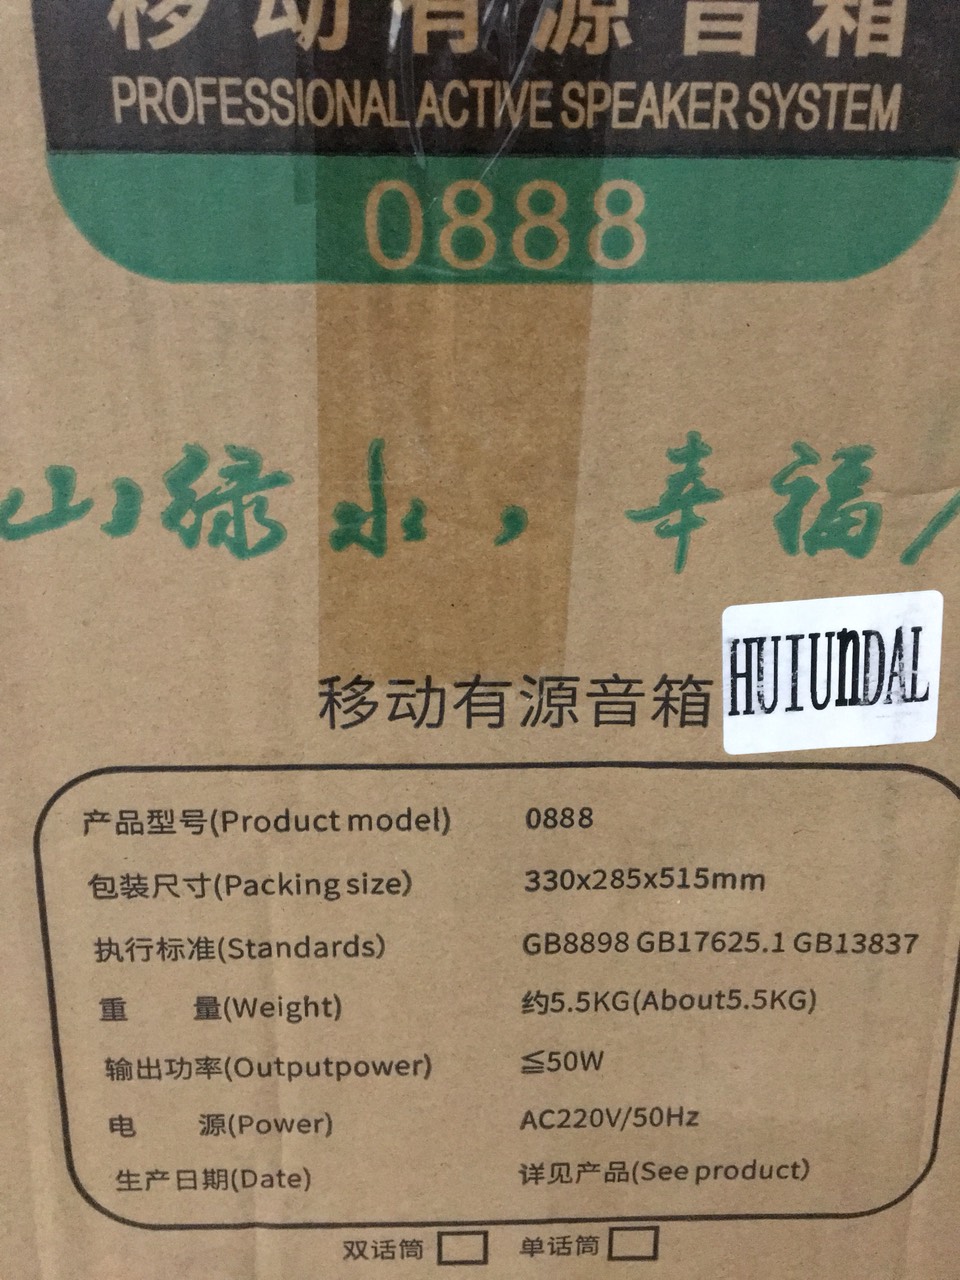 移动有源音箱
PROFESSIONAL ACTIVE SPEAKER SYSTEM
0888
山绿水，幸福
移动有源音箱
HUIUnDAL
产品型号(Product model) 0888
包装尺寸(Packing size) 330x285x515mm
执行标准(Standards) GB8898 GB17625.1 GB13837
重 量(Weight) 约5.5KG(About5.5KG)
输出功率(Outputpower) ≦50W
电 源(Power) AC220V/50Hz
生产日期(Date) 详见产品(See product)
双话筒 单话筒